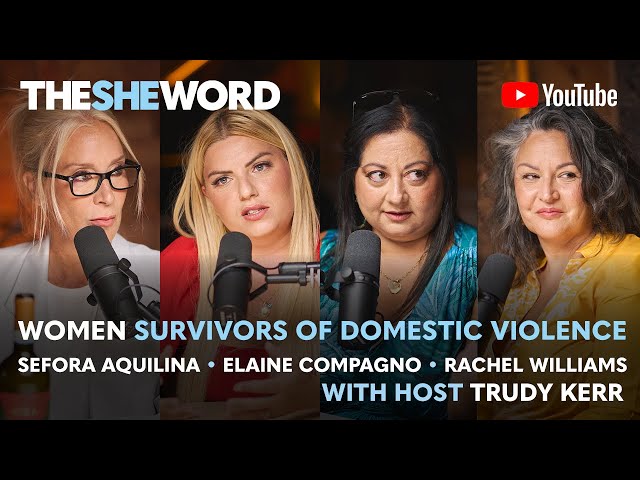 THESHEWORD
YouTube
WOMEN SURVIVORS OF DOMESTIC VIOLENCE
SEFORA AQUILINA • ELAINE COMPAGNO • RACHEL WILLIAMS
WITH HOST TRUDY KERR